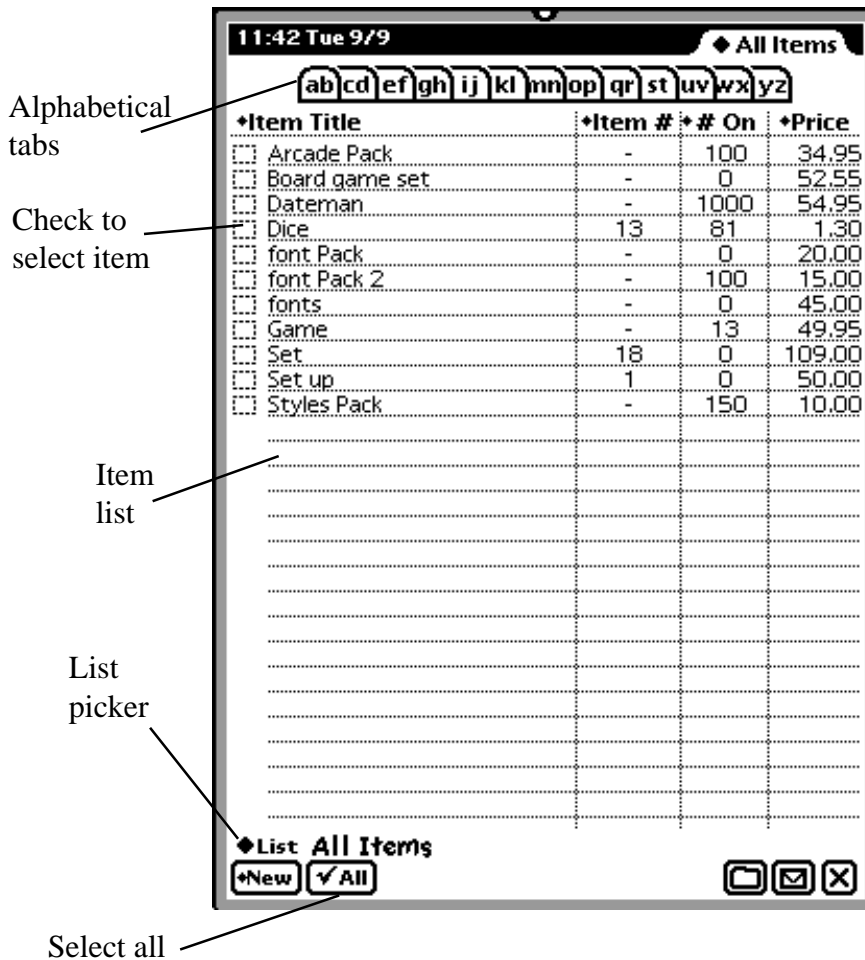 11:42 Tue 9/9 ◆ All Items
ab cd ef gh ij kl mn op qr st uv wx yz
Alphabetical
tabs
◆Item Title ◆Item # ◆# On ◆Price
Arcade Pack - 100 34.95
Board game set - 0 52.55
Dateman - 1000 54.95
Check to
select item
Dice 13 81 1.30
font Pack - 0 20.00
font Pack 2 - 100 15.00
fonts - 0 45.00
Game - 13 49.95
Set 18 0 109.00
Set up 1 0 50.00
Styles Pack - 150 10.00
Item
list
List
picker
◆List All Items
◆New ✓All
Select all